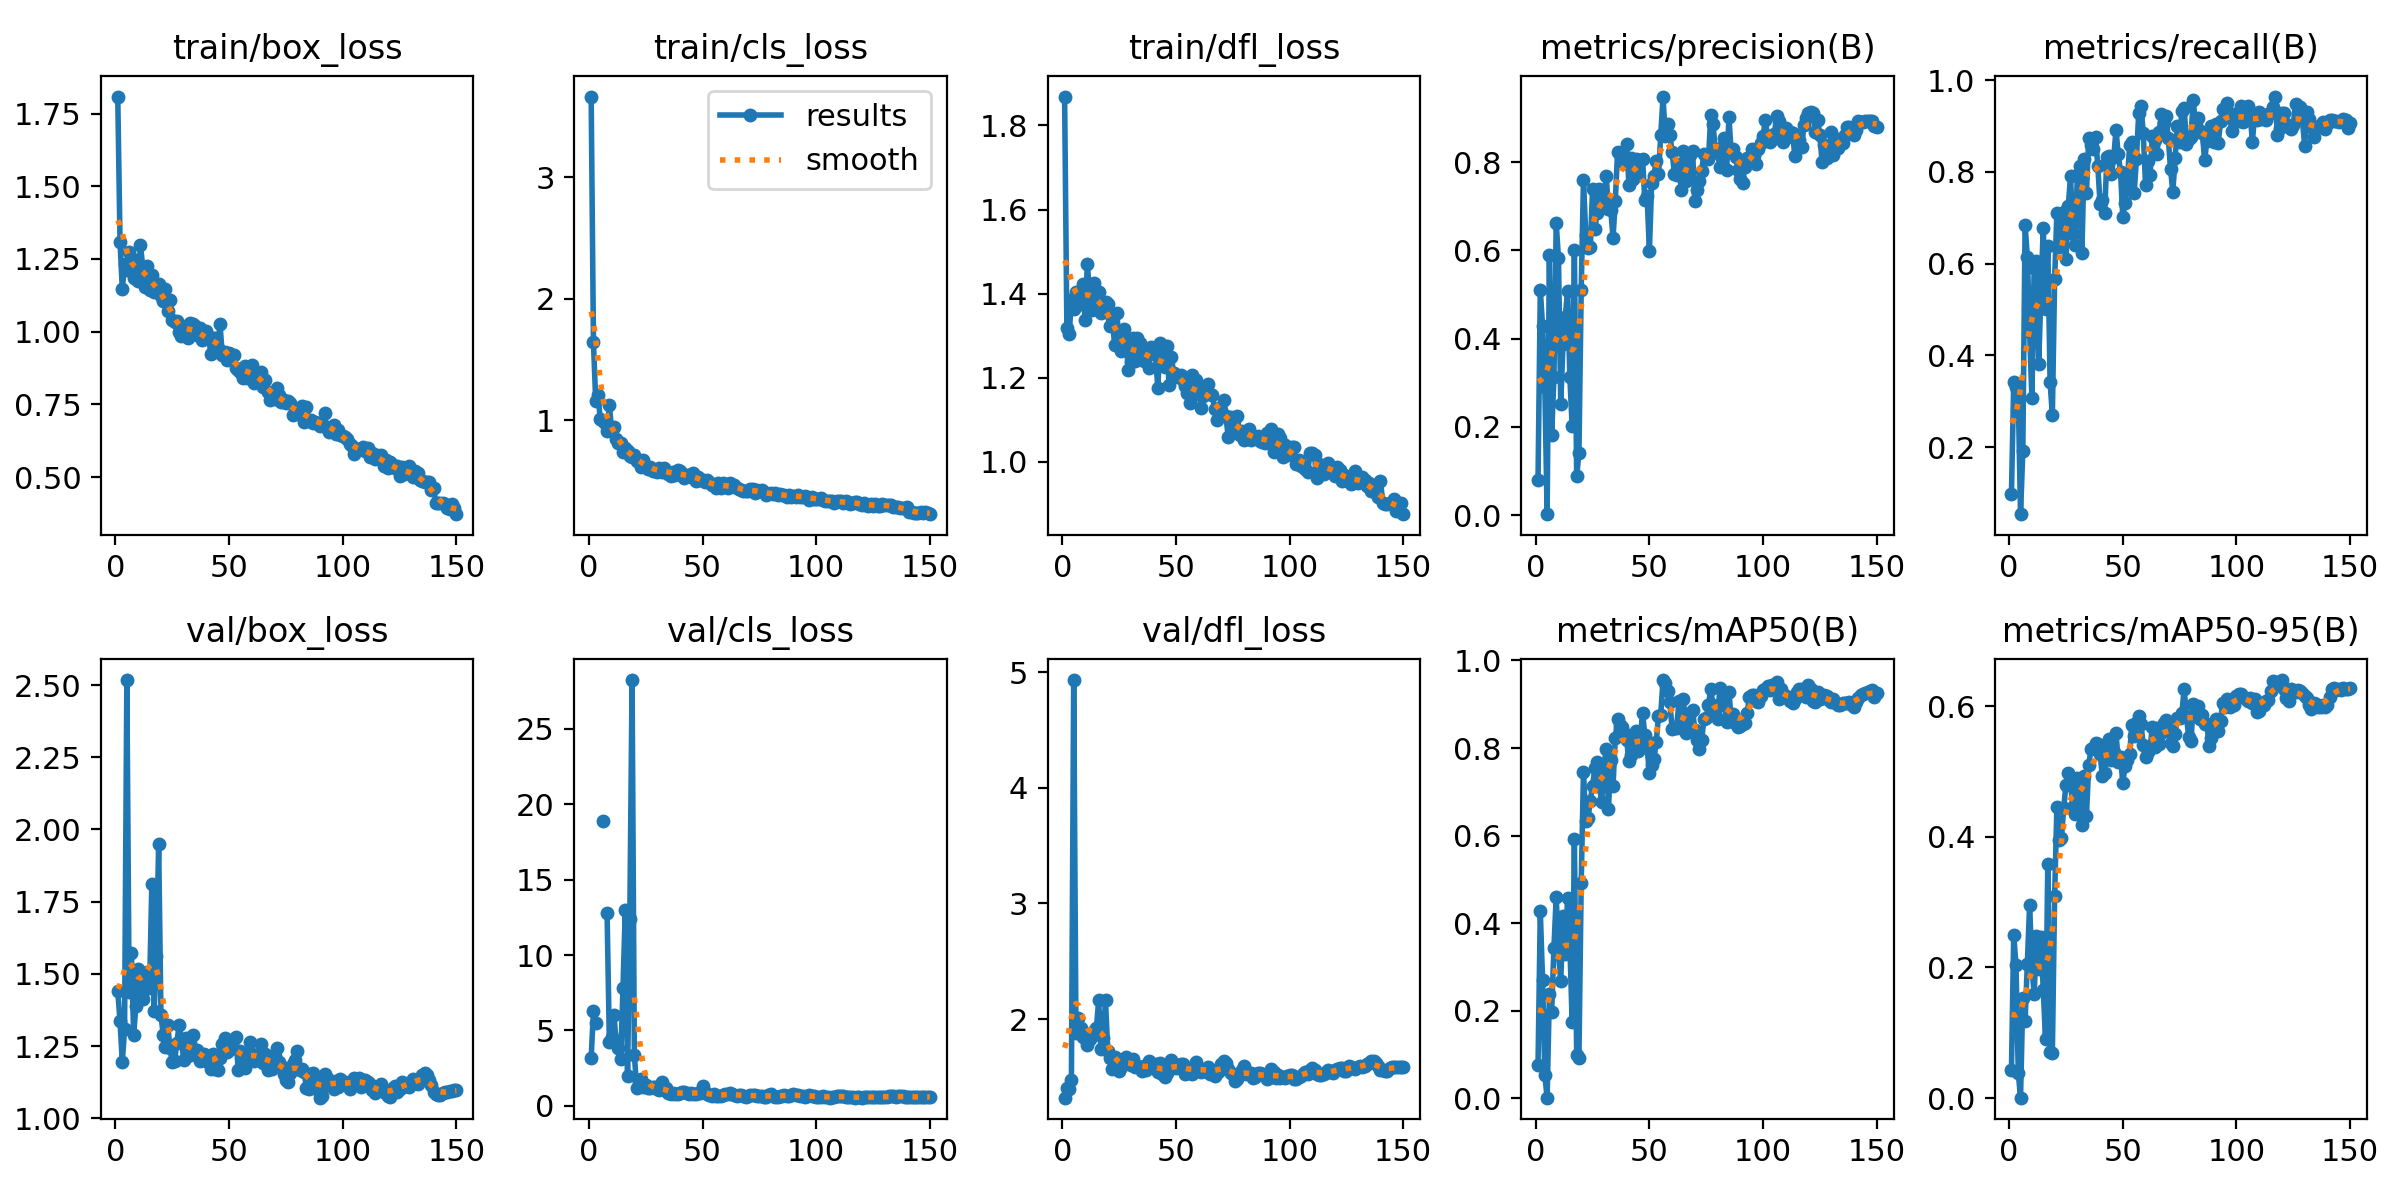 train/box_loss
1.75
1.50
1.25
1.00
0.75
0.50
0 50 100 150
train/cls_loss
results
smooth
3
2
1
0 50 100 150
train/dfl_loss
1.8
1.6
1.4
1.2
1.0
0 50 100 150
metrics/precision(B)
0.8
0.6
0.4
0.2
0.0
0 50 100 150
metrics/recall(B)
1.0
0.8
0.6
0.4
0.2
0 50 100 150
val/box_loss
2.50
2.25
2.00
1.75
1.50
1.25
1.00
0 50 100 150
val/cls_loss
25
20
15
10
5
0
0 50 100 150
val/dfl_loss
5
4
3
2
0 50 100 150
metrics/mAP50(B)
1.0
0.8
0.6
0.4
0.2
0.0
0 50 100 150
metrics/mAP50-95(B)
0.6
0.4
0.2
0.0
0 50 100 150